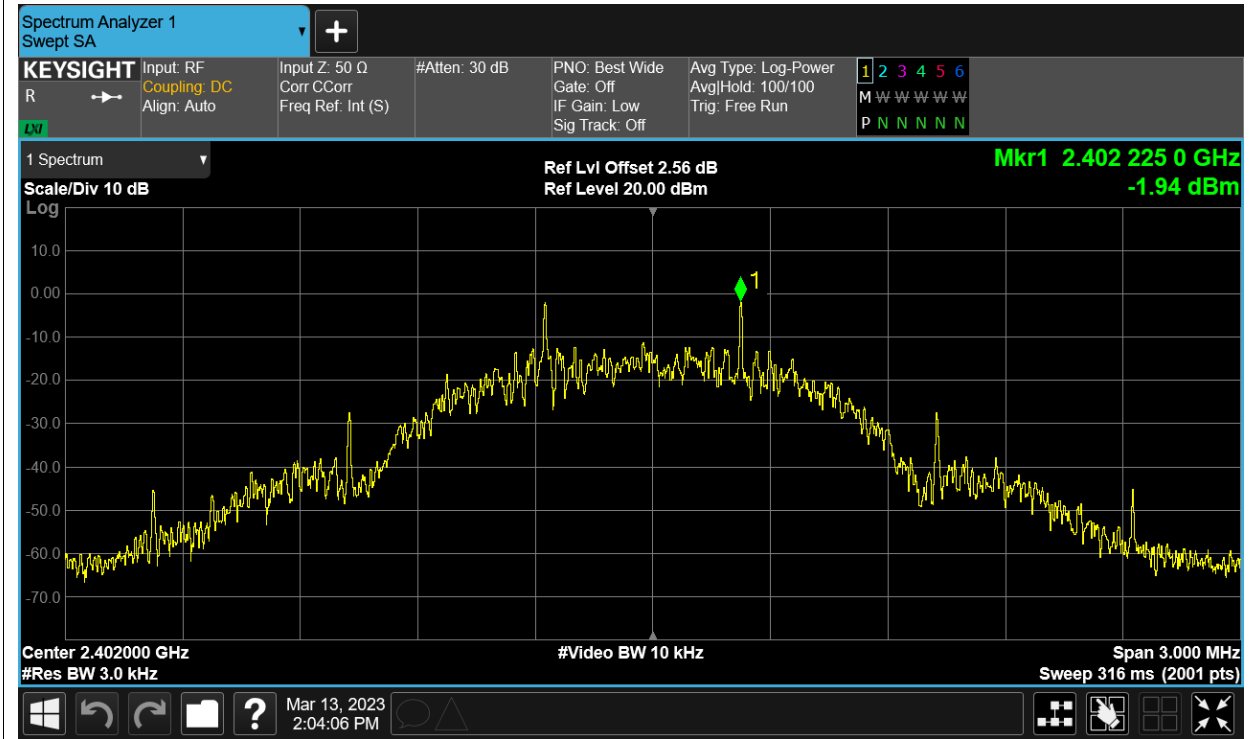 Spectrum Analyzer 1
Swept SA
KEYSIGHT
R
LXI
Input: RF
Coupling: DC
Align: Auto
Input Z: 50 Ω
Corr CCorr
Freq Ref: Int (S)
#Atten: 30 dB
PNO: Best Wide
Gate: Off
IF Gain: Low
Sig Track: Off
Avg Type: Log-Power
Avg|Hold: 100/100
Trig: Free Run
1 2 3 4 5 6
M W W W W W
P N N N N N
1 Spectrum
Scale/Div 10 dB
Log
Ref Lvl Offset 2.56 dB
Ref Level 20.00 dBm
Mkr1 2.402 225 0 GHz
-1.94 dBm
10.0
0.00
-10.0
-20.0
-30.0
-40.0
-50.0
-60.0
-70.0
1
Center 2.402000 GHz
#Res BW 3.0 kHz
#Video BW 10 kHz
Span 3.000 MHz
Sweep 316 ms (2001 pts)
?
Mar 13, 2023
2:04:06 PM